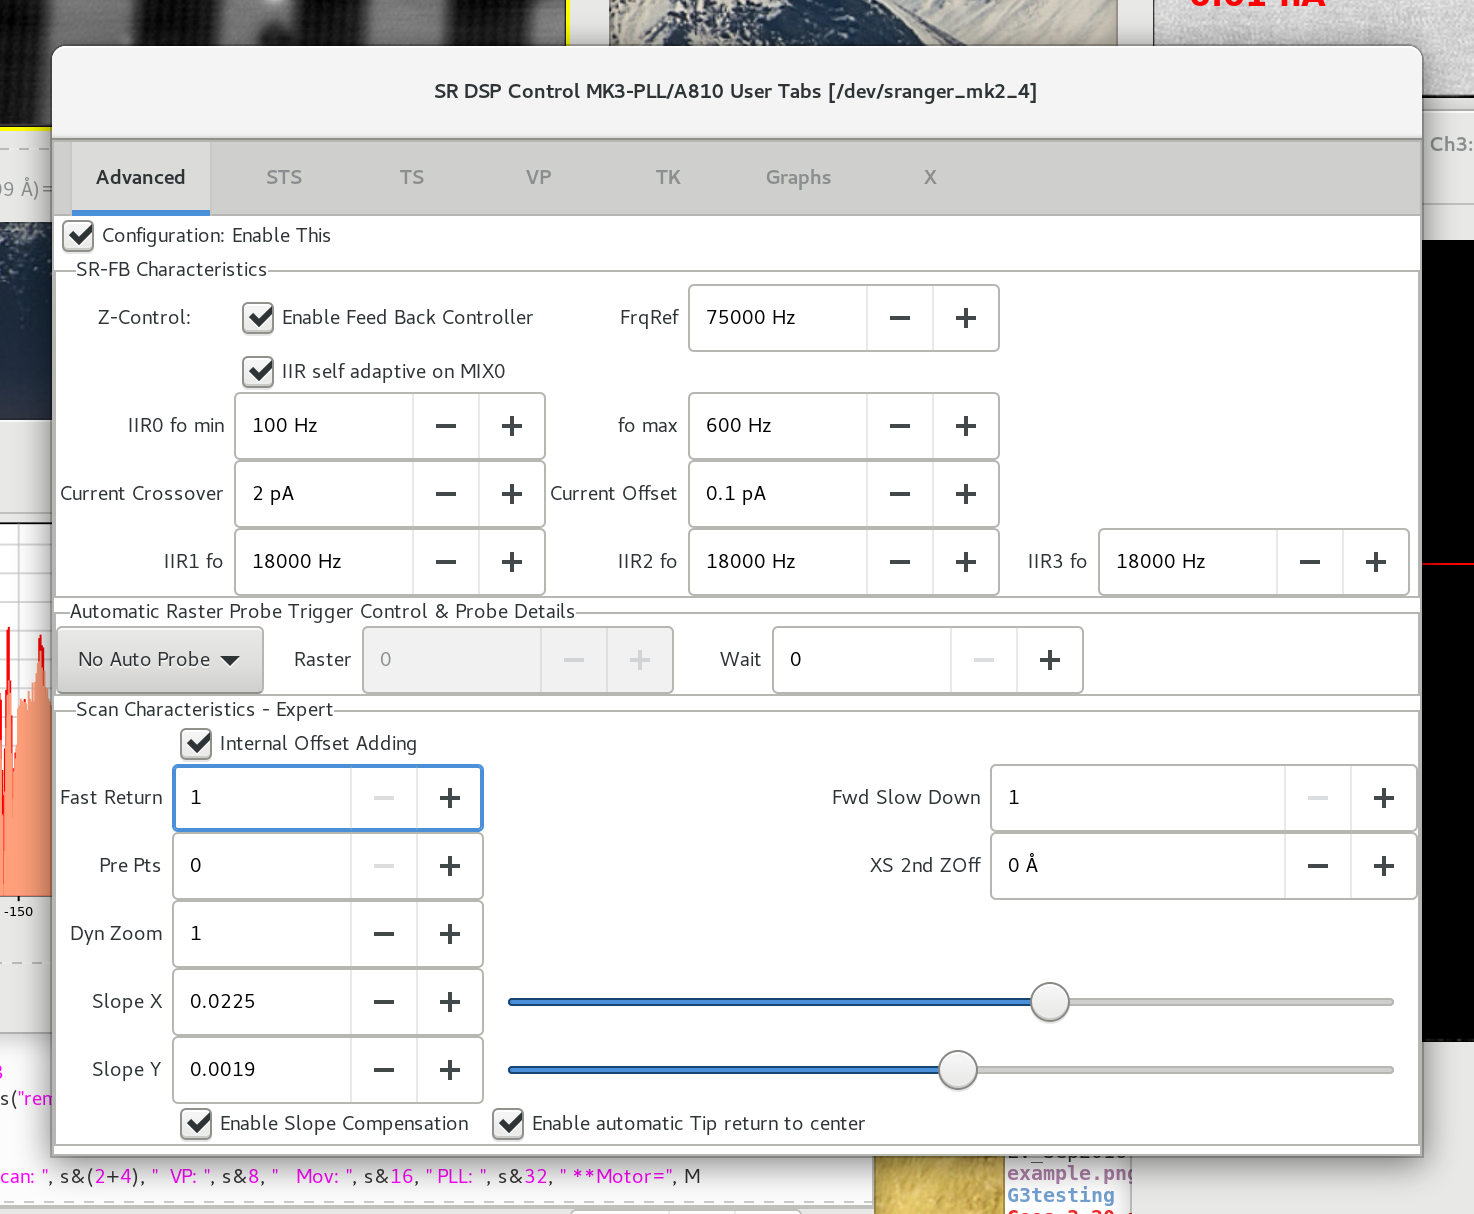 SR DSP Control MK3-PLL/A810 User Tabs [/dev/sranger_mk2_4]
Ch3:
Advanced STS TS VP TK Graphs X
9 Å)=
Configuration: Enable This
SR-FB Characteristics
Z-Control: Enable Feed Back Controller FrqRef 75000 Hz
IIR self adaptive on MIX0
IIR0 fo min 100 Hz fo max 600 Hz
Current Crossover 2 pA Current Offset 0.1 pA
IIR1 fo 18000 Hz IIR2 fo 18000 Hz IIR3 fo 18000 Hz
Automatic Raster Probe Trigger Control & Probe Details
No Auto Probe Raster 0 Wait 0
Scan Characteristics - Expert
Internal Offset Adding
Fast Return 1 Fwd Slow Down 1
Pre Pts 0 XS 2nd ZOff 0 Å
-150
Dyn Zoom 1
Slope X 0.0225
Slope Y 0.0019
s("rem
Enable Slope Compensation Enable automatic Tip return to center
can: ", s&(2+4), " VP: ", s&8, " Mov: ", s&16, " PLL: ", s&32, " **Motor=", M
example.png
G3testing